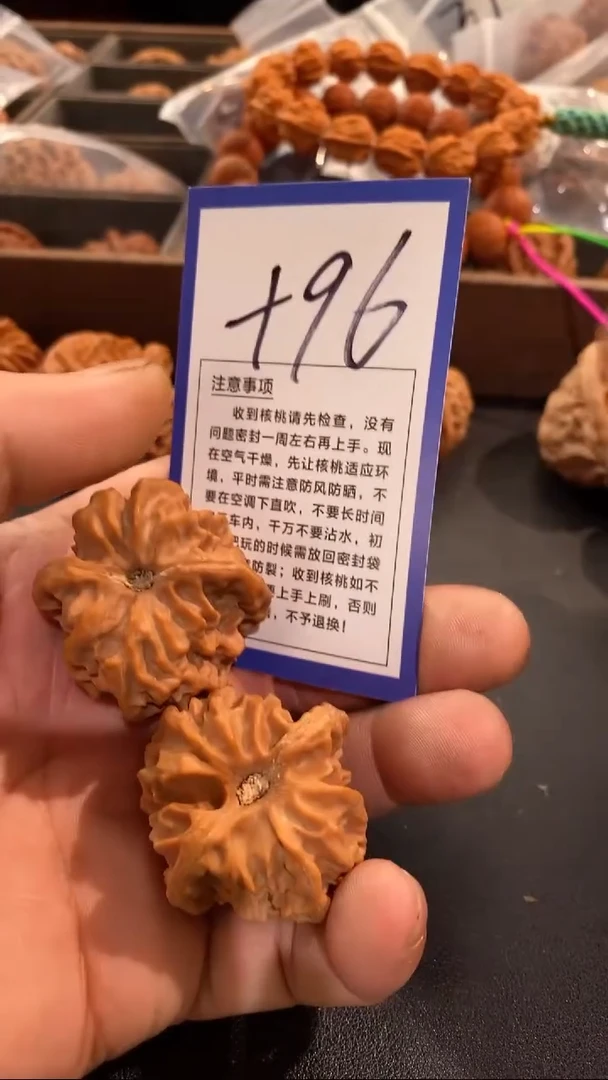 +96
注意事项
收到核桃请先检查，没有
问题密封一周左右再上手。现
在空气干燥，先让核桃适应环
境，平时需注意防风防晒，不
要在空调下直吹，不要长时间
车内，千万不要沾水，初
玩的时候需放回密封袋
防裂；收到核桃如不
上手上刷，否则
，不予退换！